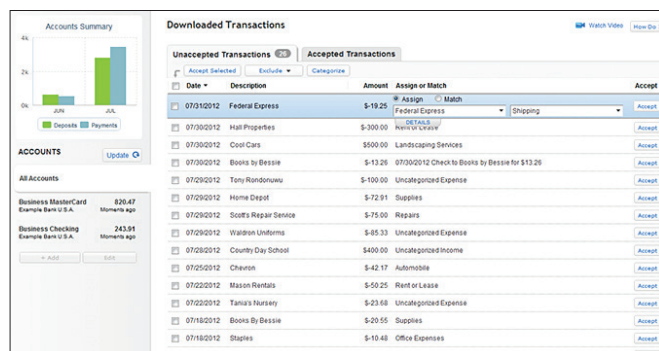 Accounts Summary
4k
2k
0k
JUN JUL
Deposits Payments
ACCOUNTS Update
All Accounts
Business MasterCard 820.47
Example Bank U.S.A. Moments ago
Business Checking 243.91
Example Bank U.S.A. Moments ago
+ Add Edit
Downloaded Transactions Watch Video How Do
Unaccepted Transactions Accepted Transactions
Accept Selected Exclude Categorize
Date Description Amount Assign or Match Accept
07/31/2012 Federal Express $-19.25 Assign Match Accept
Federal Express Shipping
DETAILS
07/30/2012 Hall Properties $-300.00 Rent or Lease Accept
07/30/2012 Cool Cars $500.00 Landscaping Services Accept
07/30/2012 Books by Bessie $-13.26 07/30/2012 Check to Books by Bessie for $13.26 Accept
07/29/2012 Tony Rondonuwu $-100.00 Uncategorized Expense Accept
07/29/2012 Home Depot $-72.91 Supplies Accept
07/29/2012 Scott's Repair Service $-75.00 Repairs Accept
07/29/2012 Waldron Uniforms $-85.33 Uncategorized Expense Accept
07/28/2012 Country Day School $400.00 Uncategorized Income Accept
07/25/2012 Chevron $-42.17 Automobile Accept
07/22/2012 Mason Rentals $-50.25 Rent or Lease Accept
07/22/2012 Tania's Nursery $-23.68 Uncategorized Expense Accept
07/18/2012 Books By Bessie $-20.55 Supplies Accept
07/18/2012 Staples $-10.48 Office Expenses Accept